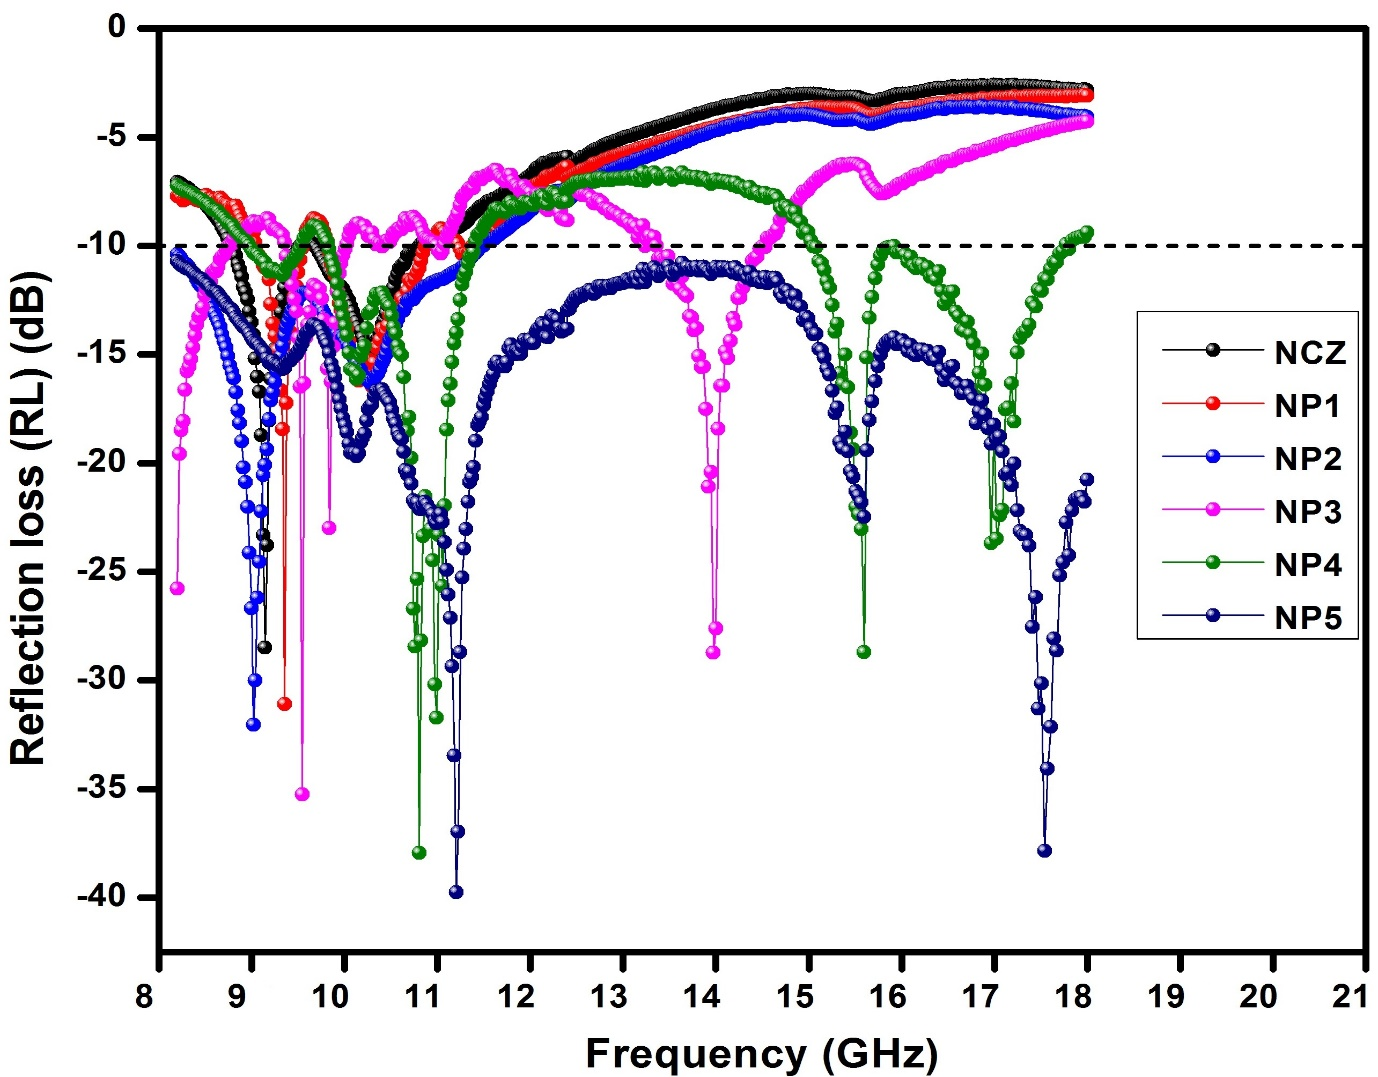 0
-5
-10
-15
-20
-25
-30
-35
-40
Reflection loss (RL) (dB)
NCZ
NP1
NP2
NP3
NP4
NP5
8 9 10 11 12 13 14 15 16 17 18 19 20 21
Frequency (GHz)